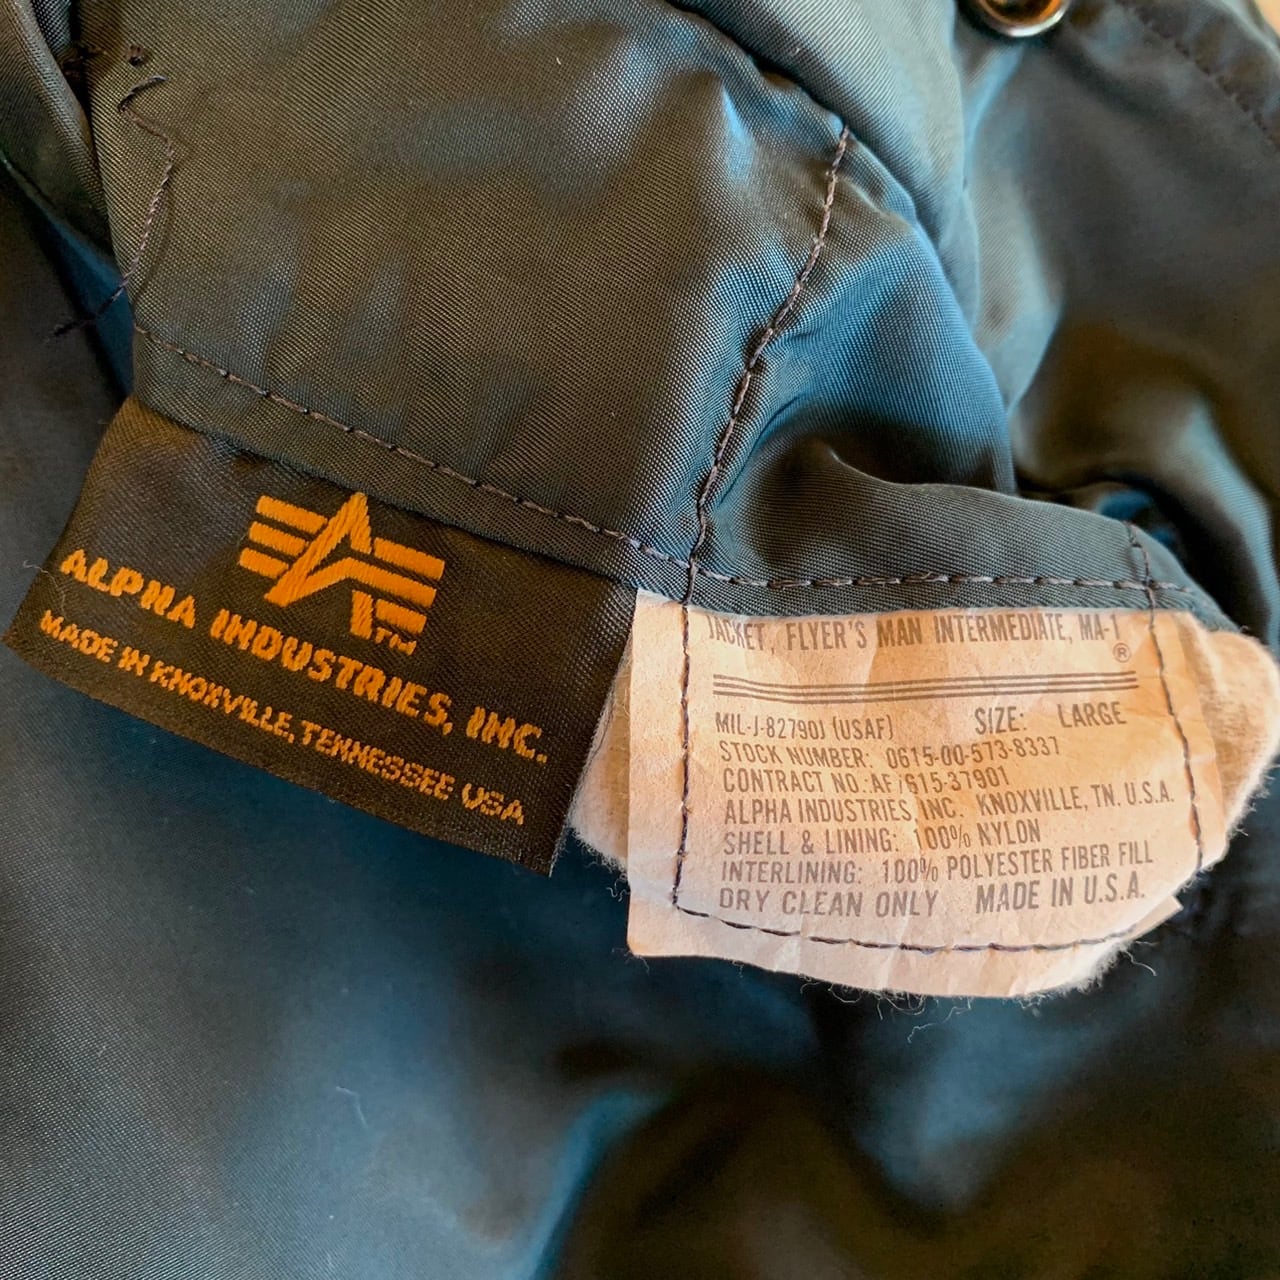 ALPHA INDUSTRIES, INC.
MADE IN KNOXVILLE, TENNESSEE USA
TM
JACKET, FLYER'S MAN INTERMEDIATE, MA-1
®
MIL-J-8279DJ (USAF) SIZE: LARGE
STOCK NUMBER: 0615-00-573-8337
CONTRACT NO.: AF/615-37901
ALPHA INDUSTRIES, INC. KNOXVILLE, TN. U.S.A.
SHELL & LINING: 100% NYLON
INTERLINING: 100% POLYESTER FIBER FILL
DRY CLEAN ONLY MADE IN U.S.A.